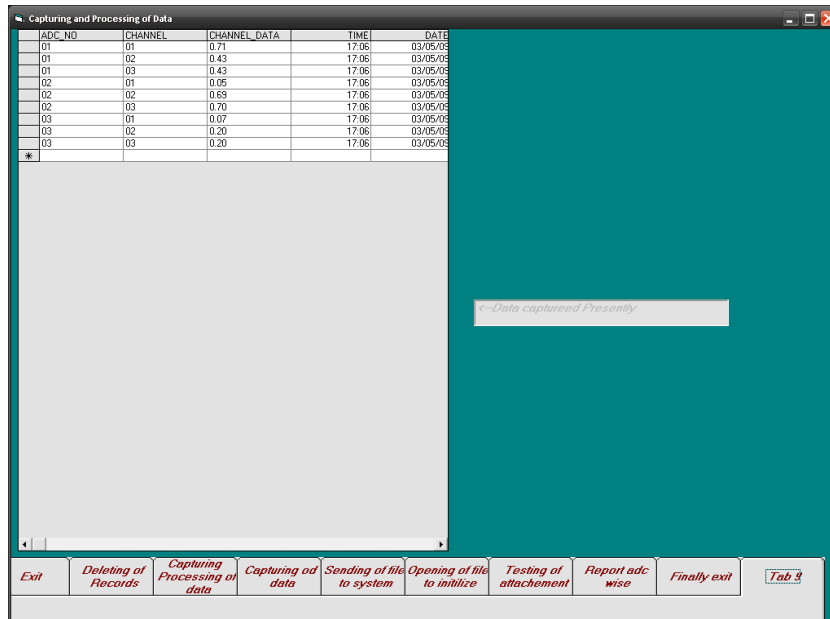 Capturing and Processing of Data
ADC_NO CHANNEL CHANNEL_DATA TIME DATE
01 01 0.71 17:06 03/05/09
01 02 0.43 17:06 03/05/09
01 03 0.43 17:06 03/05/09
02 01 0.05 17:06 03/05/09
02 02 0.69 17:06 03/05/09
02 03 0.70 17:06 03/05/09
03 01 0.07 17:06 03/05/09
03 02 0.20 17:06 03/05/09
03 03 0.20 17:06 03/05/09
<--Data captureed Presently
Exit
Deleting of
Records
Capturing
Processing of
data
Capturing od
data
Sending of file
to system
Opening of file
to initilize
Testing of
attachement
Report adc
wise
Finally exit
Tab 9